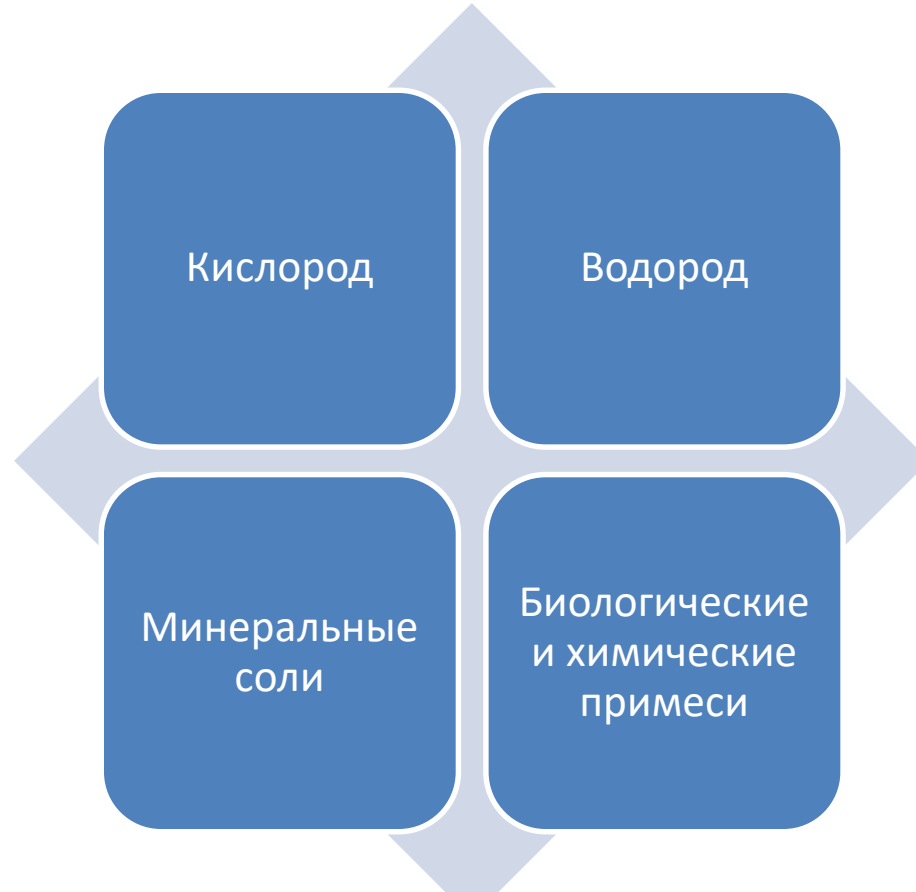 Кислород
Водород
Минеральные
соли
Биологические
и химические
примеси